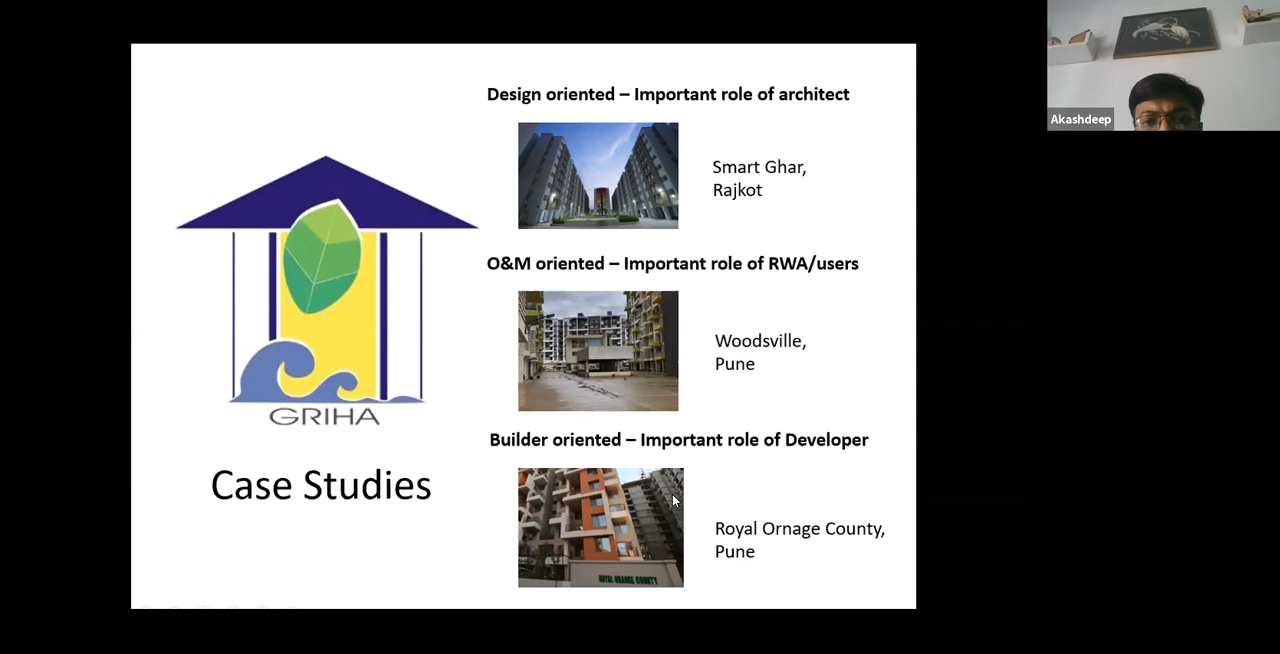 Design oriented – Important role of architect
Smart Ghar,
Rajkot
O&M oriented – Important role of RWA/users
Woodsville,
Pune
Builder oriented – Important role of Developer
ROYAL ORANGE COUNTY
Royal Ornage County,
Pune
GRIHA
Case Studies
Akashdeep